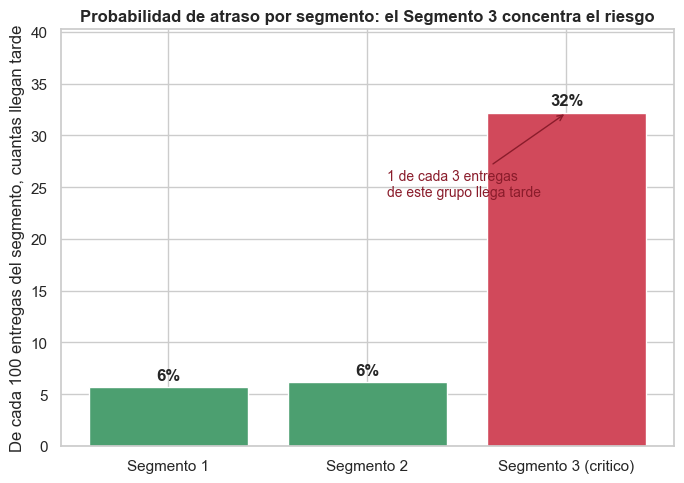 Probabilidad de atraso por segmento: el Segmento 3 concentra el riesgo
De cada 100 entregas del segmento, cuantas llegan tarde
40
35
30
25
20
15
10
5
0
6%
6%
32%
1 de cada 3 entregas
de este grupo llega tarde
Segmento 1
Segmento 2
Segmento 3 (critico)